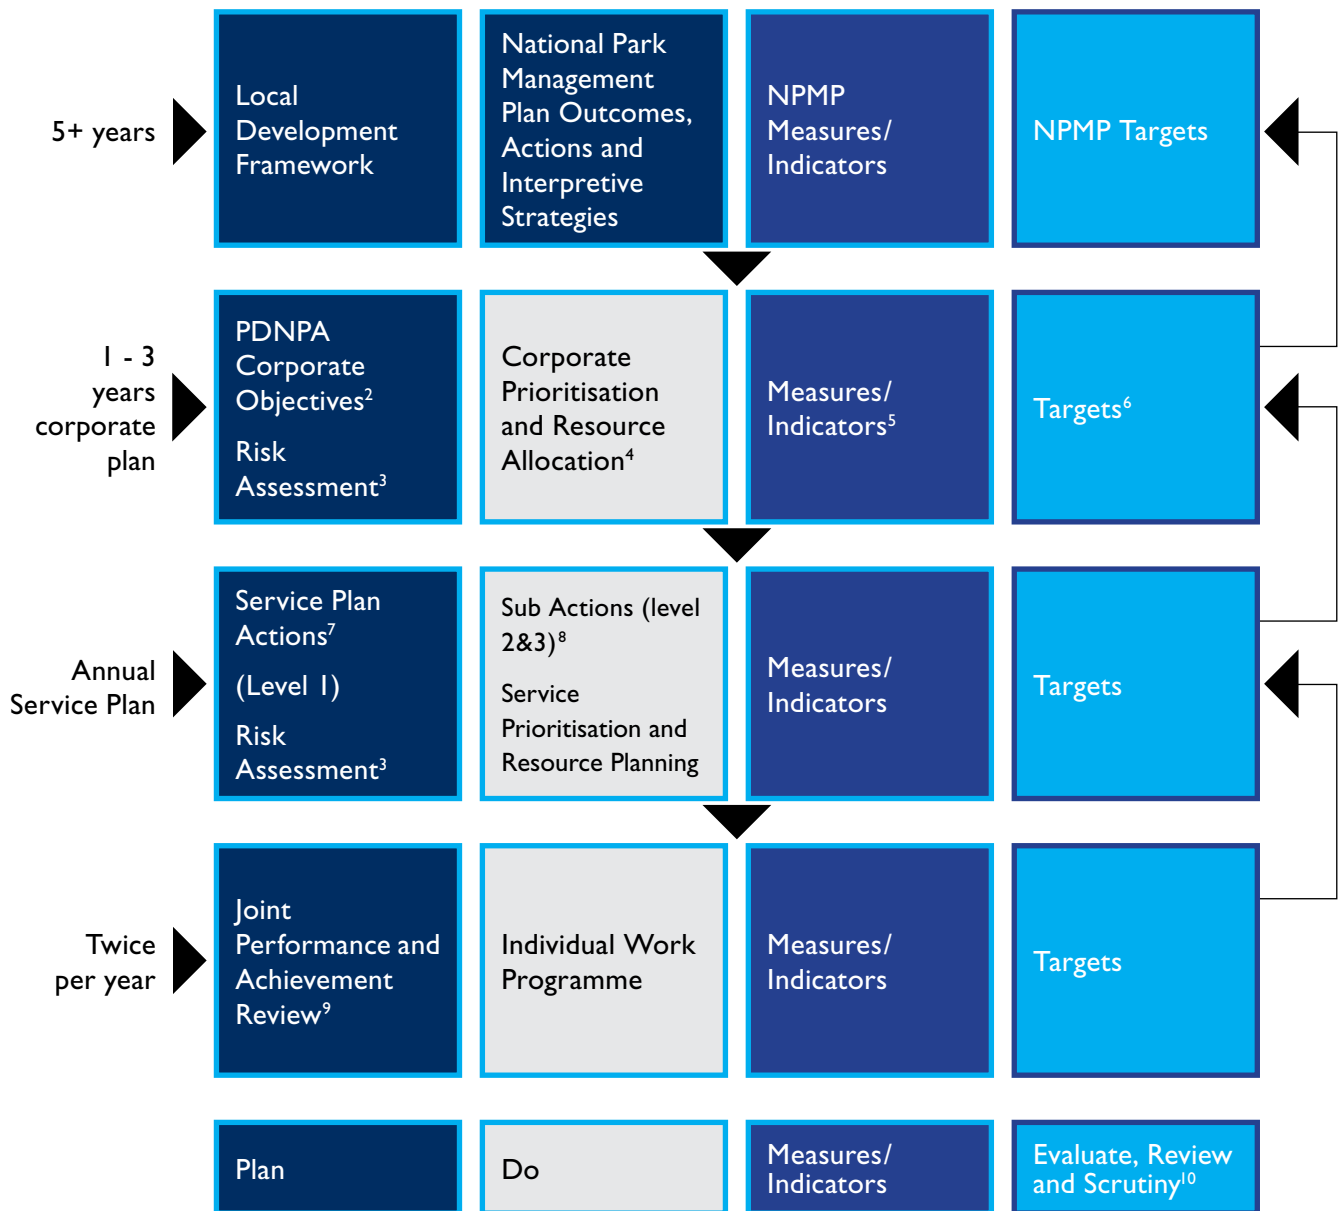 5+ years
Local
Development
Framework
National Park
Management
Plan Outcomes,
Actions and
Interpretive
Strategies
NPMP
Measures/
Indicators
NPMP Targets
1 - 3
years
corporate
plan
PDNPA
Corporate
Objectives²
Risk
Assessment³
Corporate
Prioritisation
and Resource
Allocation⁴
Measures/
Indicators⁵
Targets⁶
Annual
Service Plan
Service Plan
Actions⁷
(Level 1)
Risk
Assessment³
Sub Actions (level
2&3)⁸
Service
Prioritisation and
Resource Planning
Measures/
Indicators
Targets
Twice
per year
Joint
Performance and
Achievement
Review⁹
Individual Work
Programme
Measures/
Indicators
Targets
Plan
Do
Measures/
Indicators
Evaluate, Review
and Scrutiny¹⁰